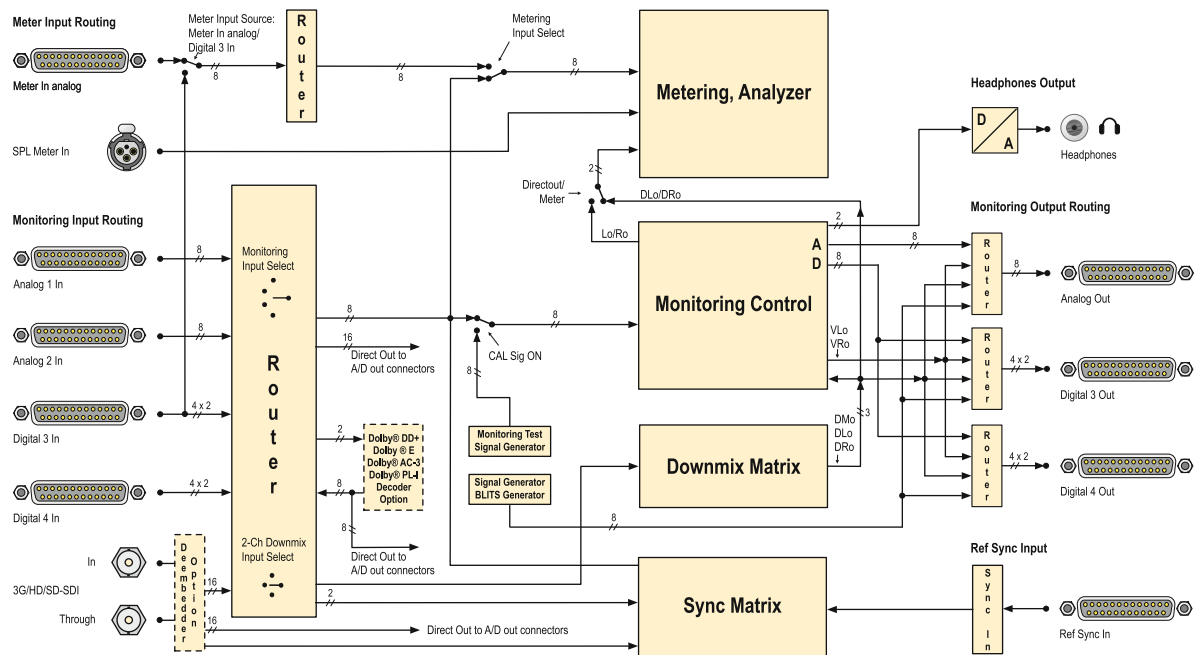 Meter Input Routing
Meter In analog
Meter Input Source:
Meter In analog/
Digital 3 In
8
Router
8
Metering
Input Select
8
Metering, Analyzer
SPL Meter In
2
Directout/
Meter
DLo/DRo
Lo/Ro
Headphones Output
D
A
Headphones
Monitoring Input Routing
8
Analog 1 In
8
Analog 2 In
4 x 2
Digital 3 In
4 x 2
Digital 4 In
Monitoring
Input Select
Router
2-Ch Downmix
Input Select
8
16
Direct Out to
A/D out connectors
CAL Sig ON
8
8
Monitoring Control
A
D
2
8
8
VLo
VRo
3
DMo
DLo
DRo
2
8
Dolby® DD+
Dolby ® E
Dolby® AC-3
Dolby® PL-I
Decoder
Option
8
Direct Out to
A/D out connectors
Monitoring Test
Signal Generator
Signal Generator
BLITS Generator
8
Downmix Matrix
Monitoring Output Routing
Router
8
Analog Out
Router
4 x 2
Digital 3 Out
Router
4 x 2
Digital 4 Out
In
3G/HD/SD-SDI
Through
Deembedder
Option
16
16
Direct Out to A/D out connectors
2
Sync Matrix
Ref Sync Input
Sync In
Ref Sync In